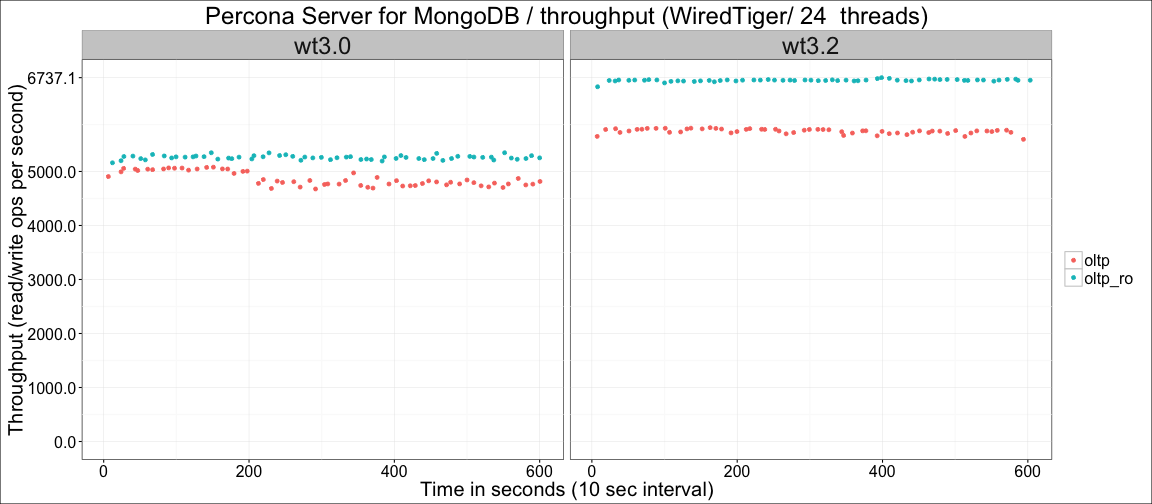 Percona Server for MongoDB / throughput (WiredTiger/ 24  threads)
wt3.0
wt3.2
Throughput (read/write ops per second)
6737.1
5000.0
4000.0
3000.0
2000.0
1000.0
0.0
oltp
oltp_ro
0 200 400 600
0 200 400 600
Time in seconds (10 sec interval)